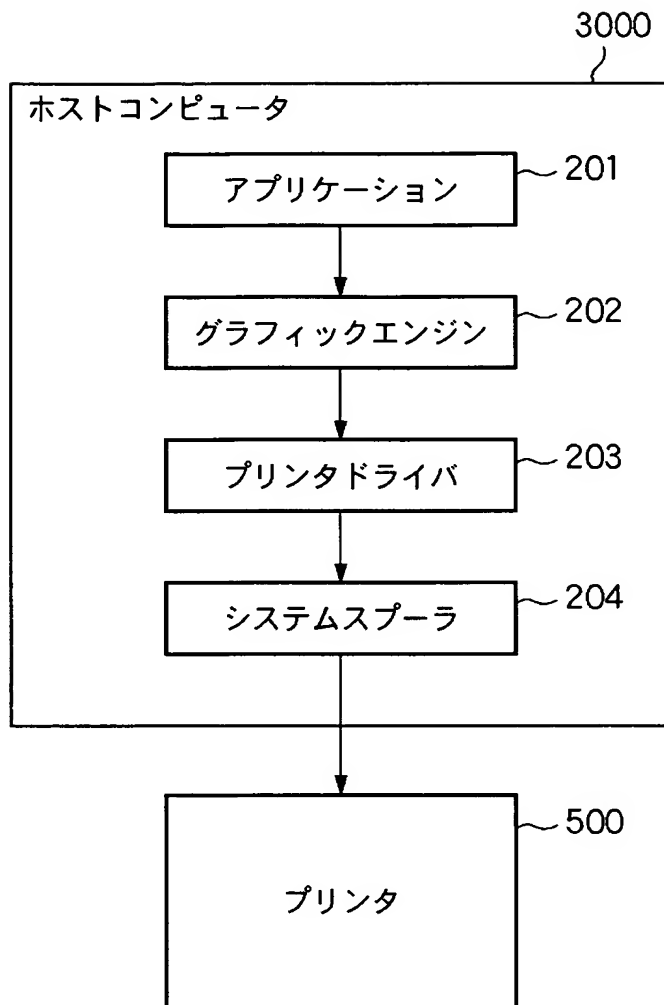 3000
ホストコンピュータ
アプリケーション
201
グラフィックエンジン
202
プリンタドライバ
203
システムスプーラ
204
プリンタ
500